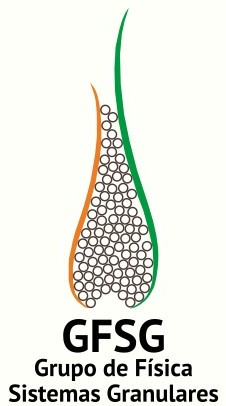 GFSG
Grupo de Física
Sistemas Granulares